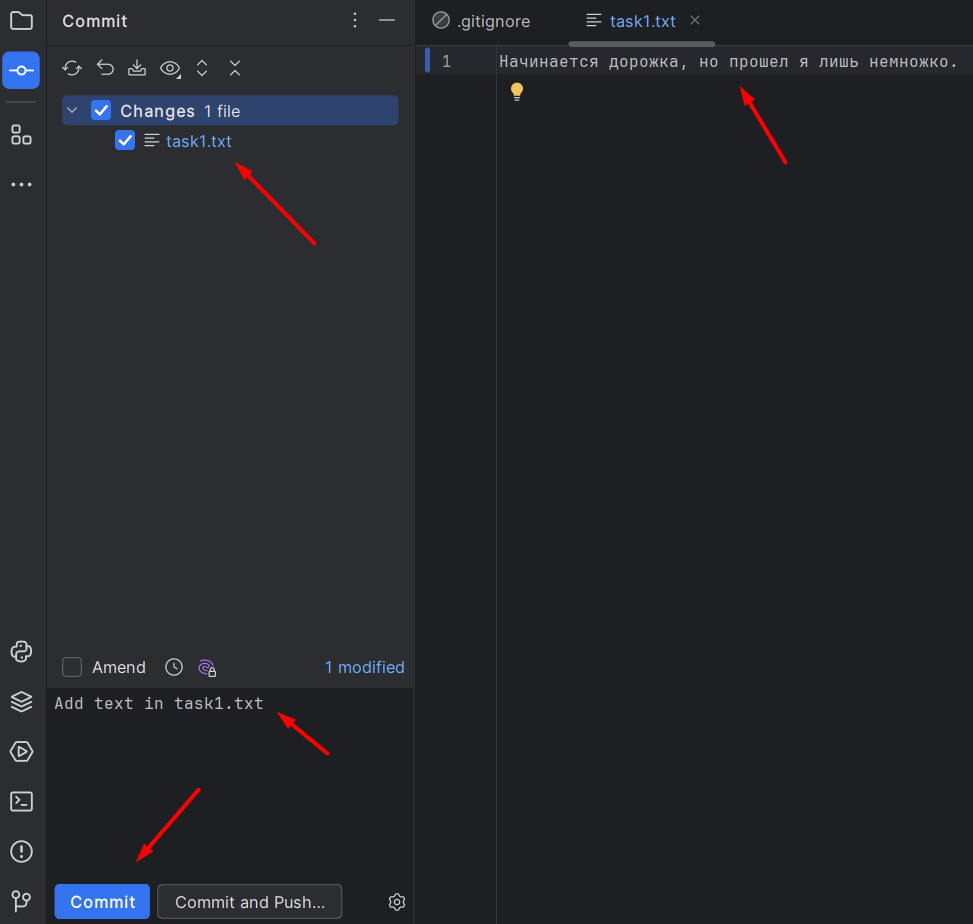 Commit
Changes 1 file
task1.txt
Amend
1 modified
Add text in task1.txt
Commit
Commit and Push...
.gitignore
task1.txt
1
Начинается дорожка, но прошел я лишь немножко.